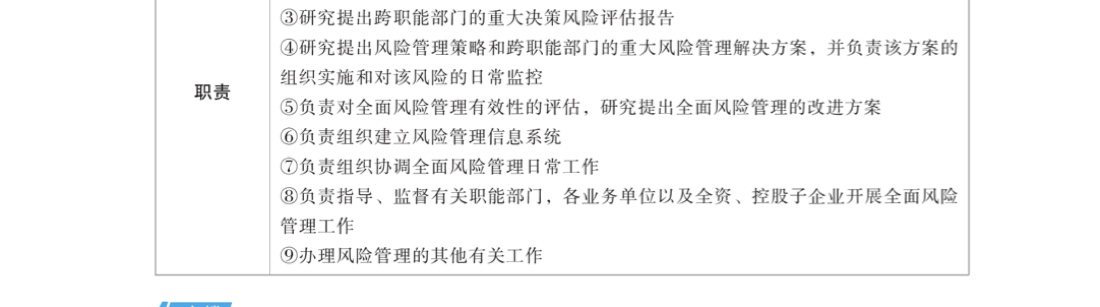 ③研究提出跨职能部门的重大决策风险评估报告
④研究提出风险管理策略和跨职能部门的重大风险管理解决方案，并负责该方案的
组织实施和对该风险的日常监控
职责
⑤负责对全面风险管理有效性的评估，研究提出全面风险管理的改进方案
⑥负责组织建立风险管理信息系统
⑦负责组织协调全面风险管理日常工作
⑧负责指导、监督有关职能部门，各业务单位以及全资、控股子企业开展全面风险
管理工作
⑨办理风险管理的其他有关工作